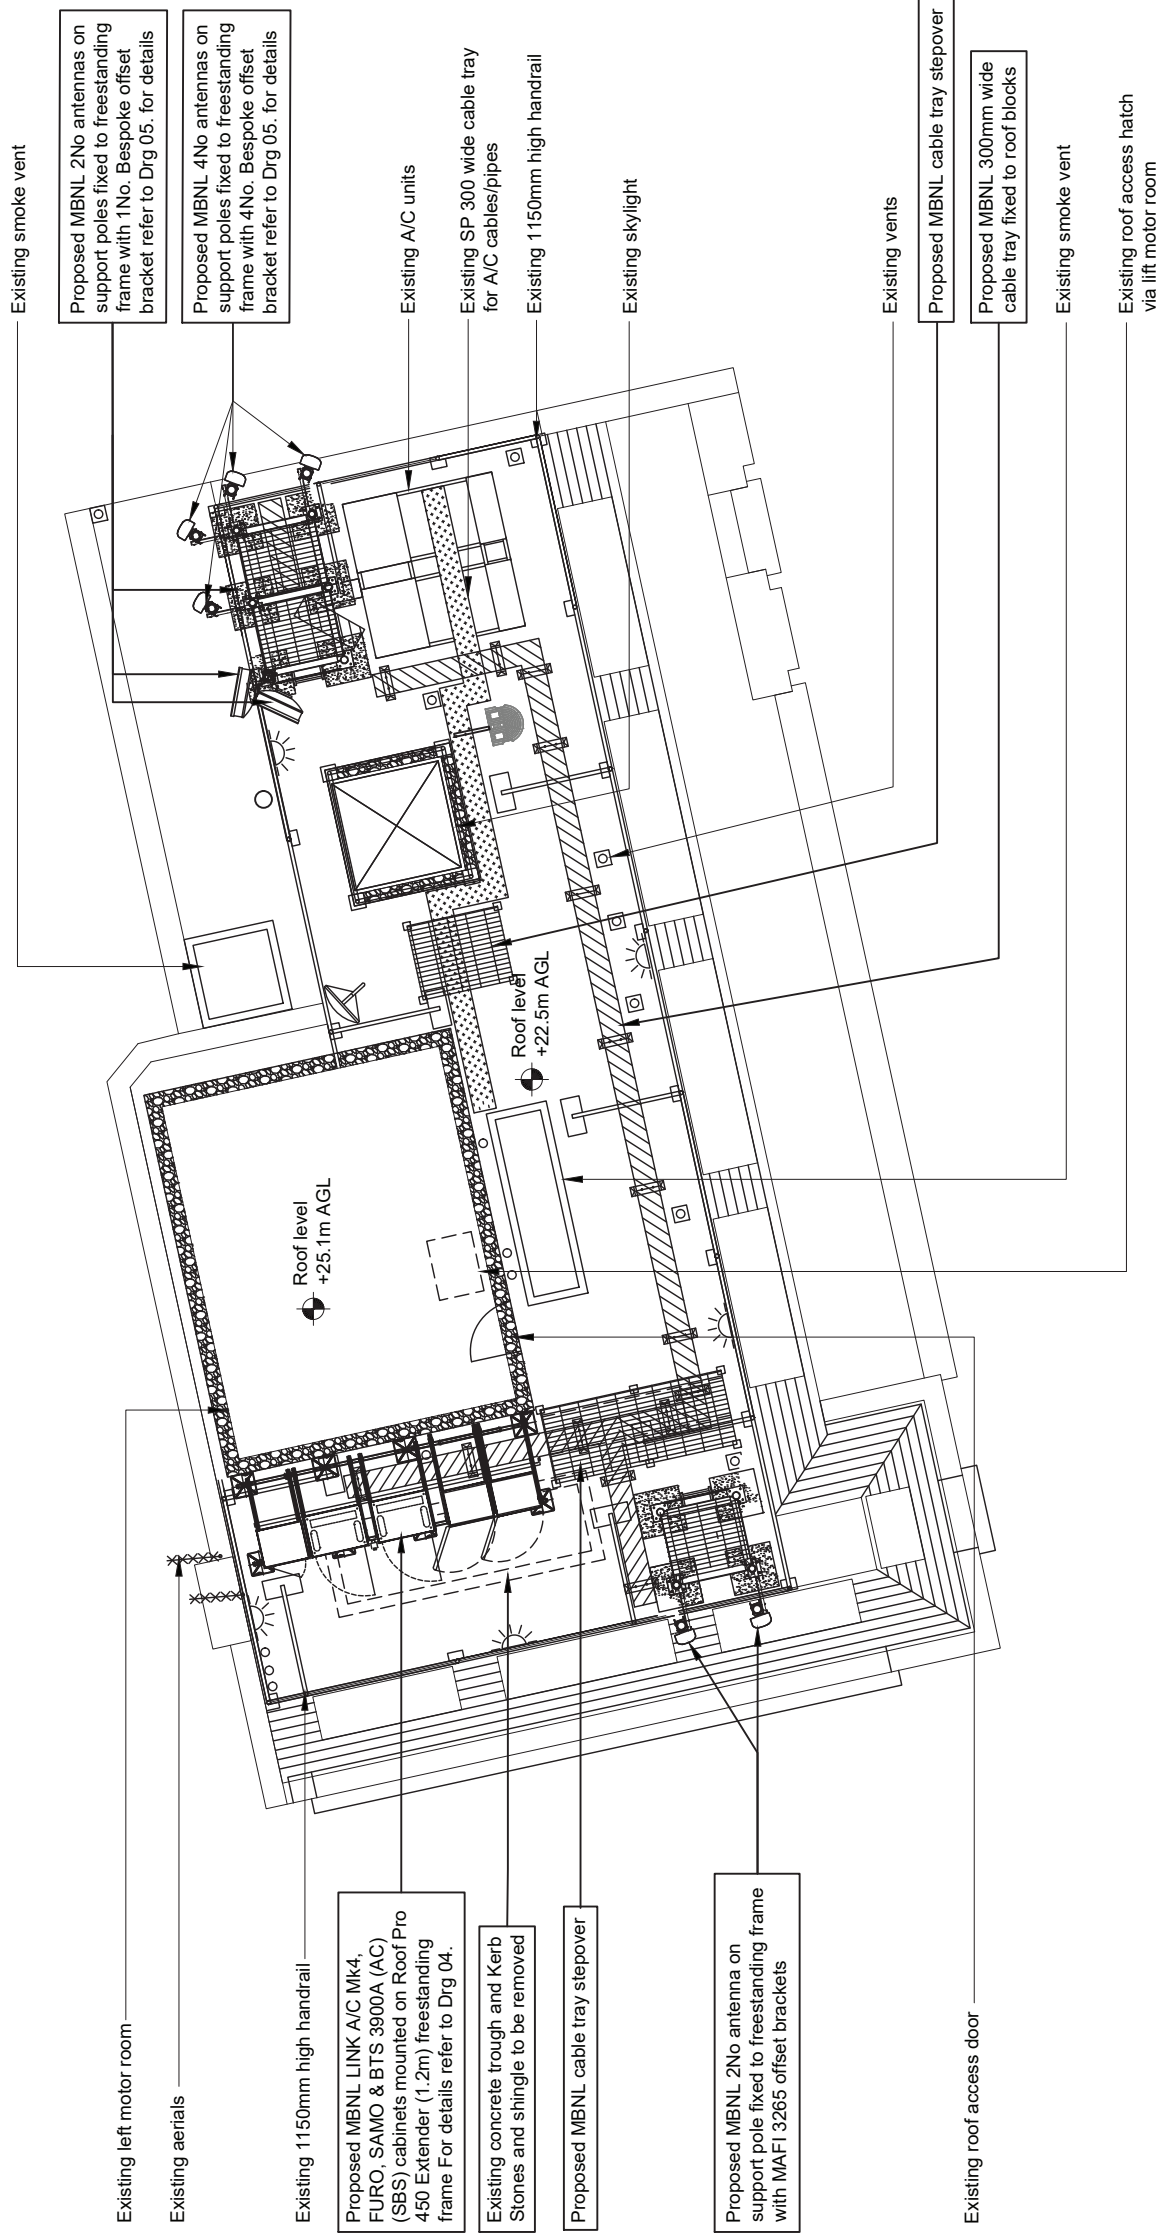 Existing smoke vent
Proposed MBNL 2No antennas on
support poles fixed to freestanding
frame with 1No. Bespoke offset
bracket refer to Drg 05. for details
Proposed MBNL 4No antennas on
support poles fixed to freestanding
frame with 4No. Bespoke offset
bracket refer to Drg 05. for details
Existing A/C units
Existing SP 300 wide cable tray
for A/C cables/pipes
Existing 1150mm high handrail
Existing skylight
Existing vents
Proposed MBNL cable tray stepover
Proposed MBNL 300mm wide
cable tray fixed to roof blocks
Existing smoke vent
Existing roof access hatch
via lift motor room
Roof level
+22.5m AGL
Roof level
+25.1m AGL
Existing left motor room
Existing aerials
Existing 1150mm high handrail
Proposed MBNL LINK A/C Mk4,
FURO, SAMO & BTS 3900A (AC)
(SBS) cabinets mounted on Roof Pro
450 Extender (1.2m) freestanding
frame For details refer to Drg 04.
Existing concrete trough and Kerb
Stones and shingle to be removed
Proposed MBNL cable tray stepover
Proposed MBNL 2No antenna on
support pole fixed to freestanding frame
with MAFI 3265 offset brackets
Existing roof access door